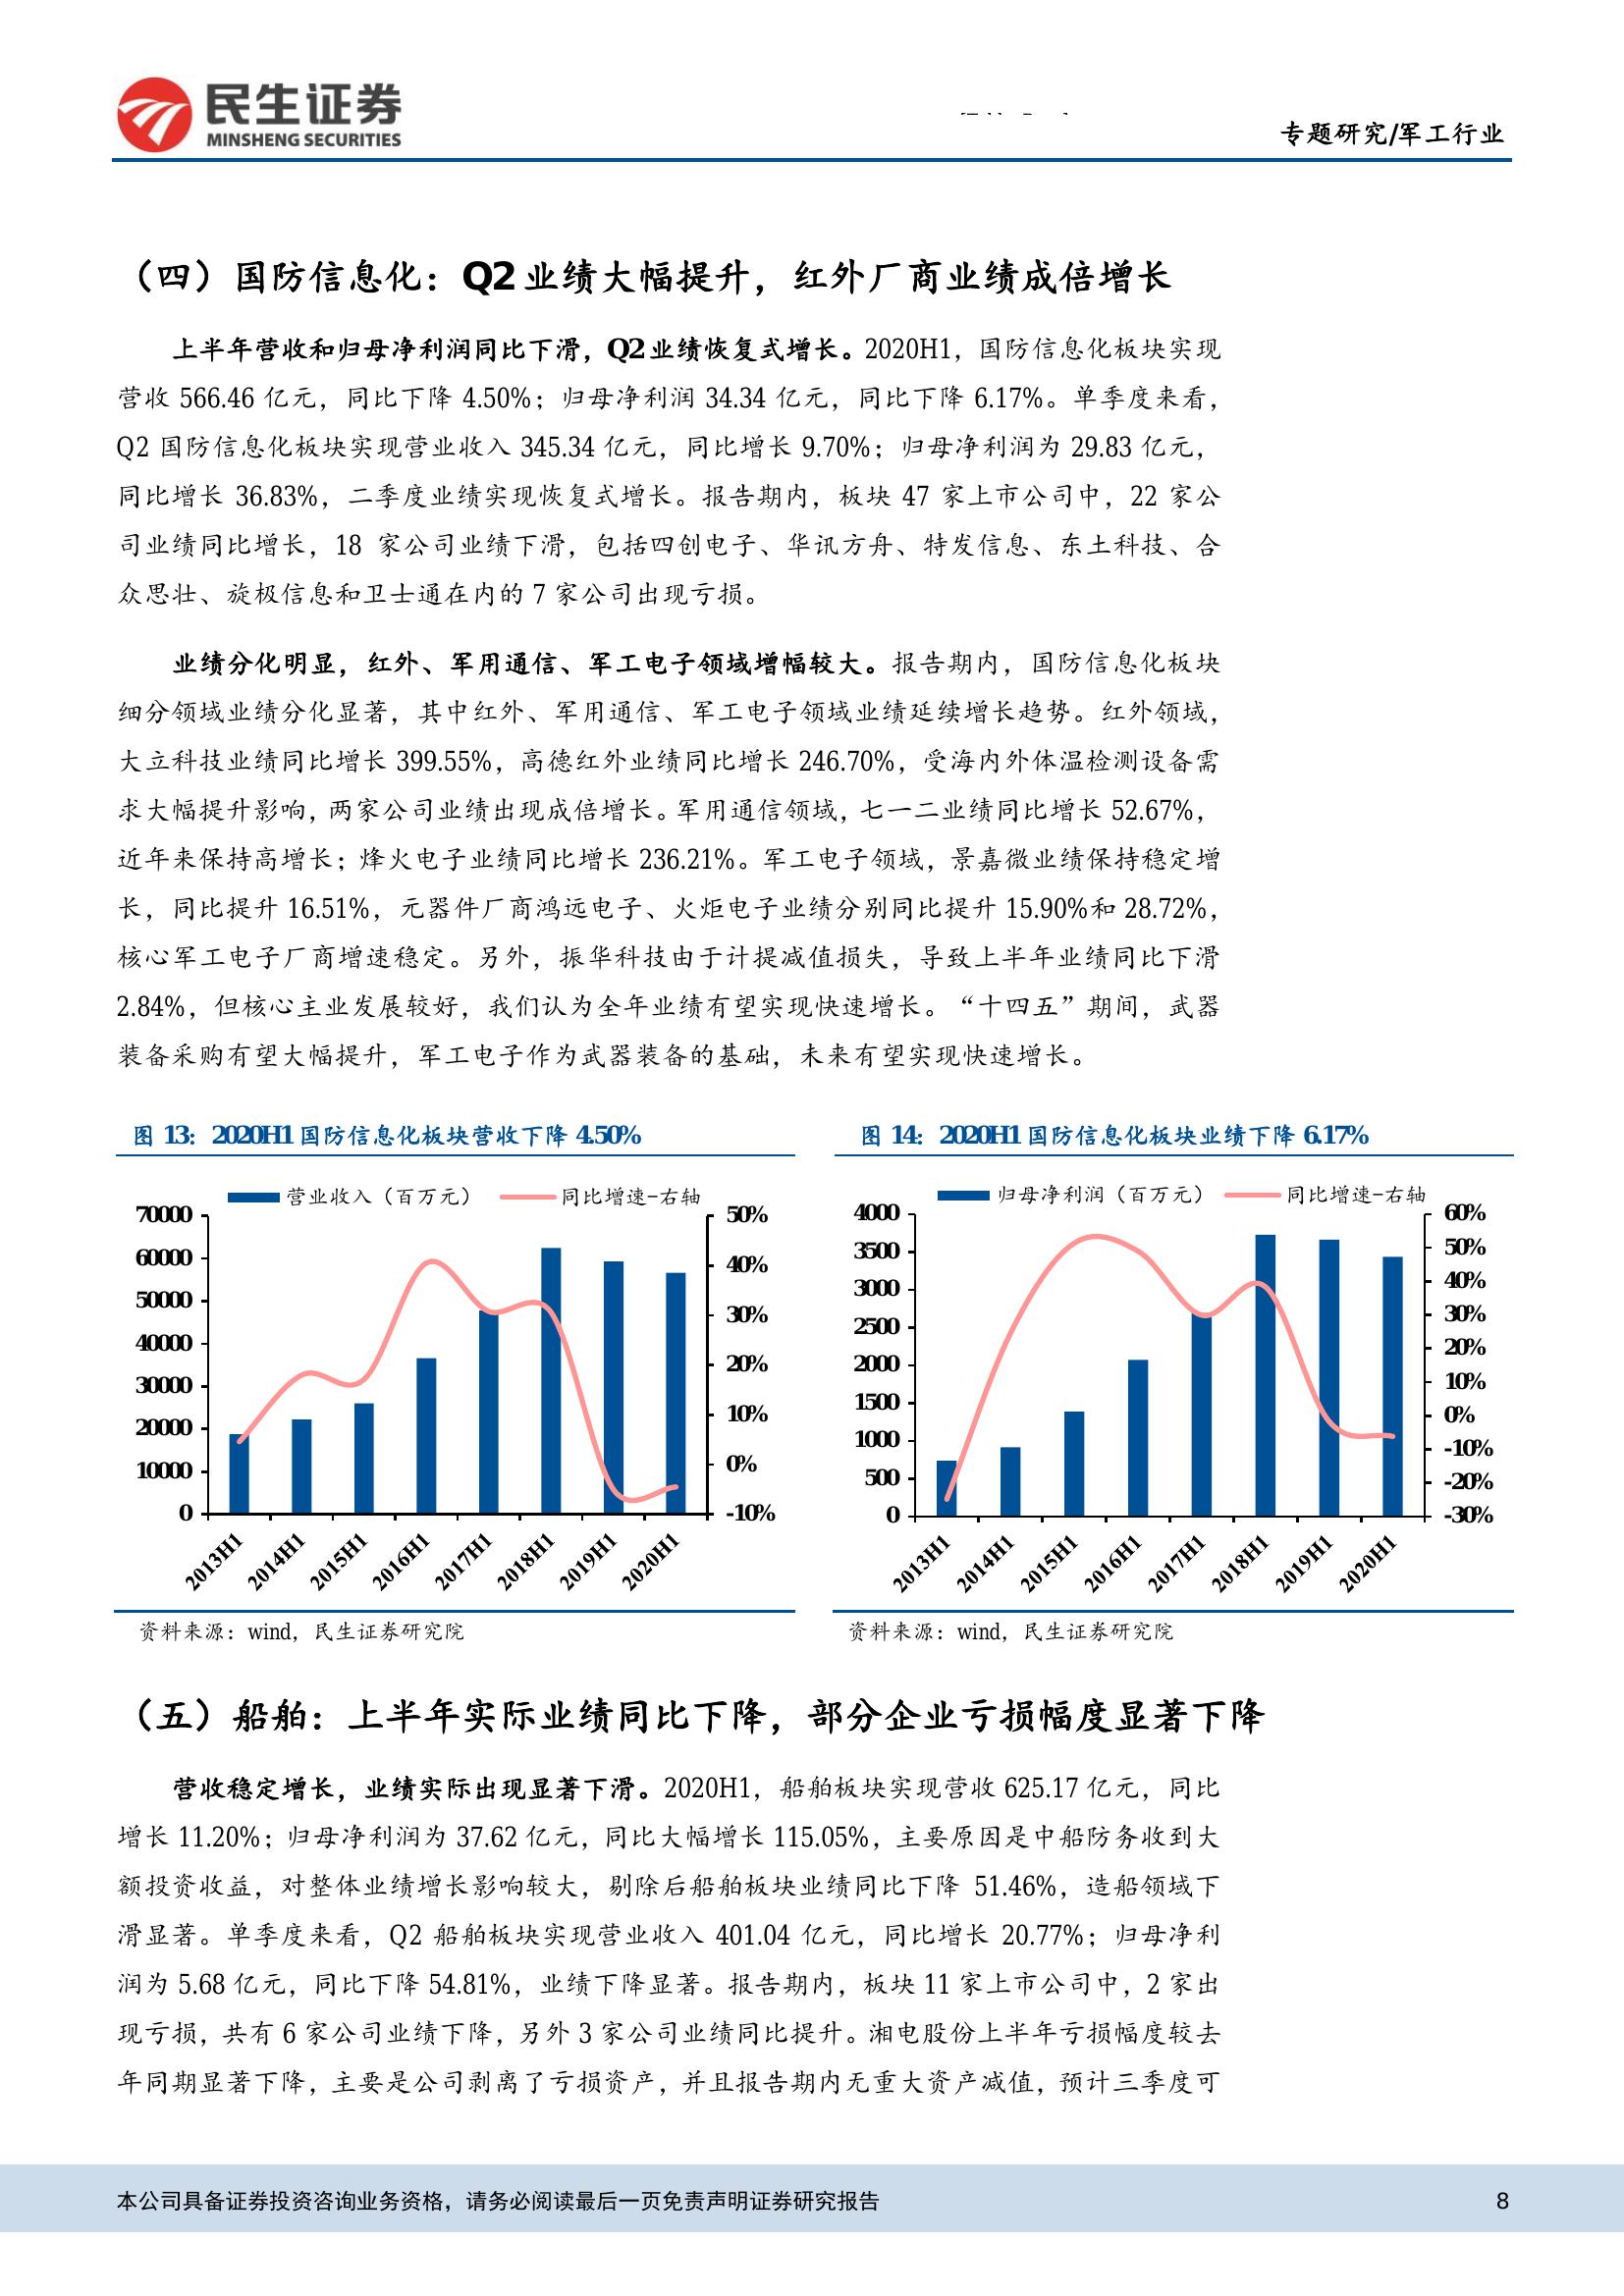 民生证券
MINSHENG SECURITIES
专题研究/军工行业
（四）国防信息化：Q2业绩大幅提升，红外厂商业绩成倍增长
上半年营收和归母净利润同比下滑，Q2业绩恢复式增长。2020H1，国防信息化板块实现
营收 566.46 亿元，同比下降 4.50%；归母净利润 34.34 亿元，同比下降 6.17%。单季度来看，
Q2 国防信息化板块实现营业收入 345.34 亿元，同比增长 9.70%；归母净利润为 29.83 亿元，
同比增长 36.83%，二季度业绩实现恢复式增长。报告期内，板块 47 家上市公司中，22 家公
司业绩同比增长，18 家公司业绩下滑，包括四创电子、华讯方舟、特发信息、东土科技、合
众思壮、旋极信息和卫士通在内的 7 家公司出现亏损。
业绩分化明显，红外、军用通信、军工电子领域增幅较大。报告期内，国防信息化板块
细分领域业绩分化显著，其中红外、军用通信、军工电子领域业绩延续增长趋势。红外领域，
大立科技业绩同比增长 399.55%，高德红外业绩同比增长 246.70%，受海内外体温检测设备需
求大幅提升影响，两家公司业绩出现成倍增长。军用通信领域，七一二业绩同比增长 52.67%，
近年来保持高增长；烽火电子业绩同比增长 236.21%。军工电子领域，景嘉微业绩保持稳定增
长，同比提升 16.51%，元器件厂商鸿远电子、火炬电子业绩分别同比提升 15.90%和 28.72%，
核心军工电子厂商增速稳定。另外，振华科技由于计提减值损失，导致上半年业绩同比下滑
2.84%，但核心主业发展较好，我们认为全年业绩有望实现快速增长。“十四五”期间，武器
装备采购有望大幅提升，军工电子作为武器装备的基础，未来有望实现快速增长。
图 13：2020H1 国防信息化板块营收下降 4.50%
营业收入（百万元） 同比增速-右轴
70000
60000
50000
40000
30000
20000
10000
0
50%
40%
30%
20%
10%
0%
-10%
2013H1 2014H1 2015H1 2016H1 2017H1 2018H1 2019H1 2020H1
资料来源：wind，民生证券研究院
图 14：2020H1 国防信息化板块业绩下降 6.17%
归母净利润（百万元） 同比增速-右轴
4000
3500
3000
2500
2000
1500
1000
500
0
60%
50%
40%
30%
20%
10%
0%
-10%
-20%
-30%
2013H1 2014H1 2015H1 2016H1 2017H1 2018H1 2019H1 2020H1
资料来源：wind，民生证券研究院
（五）船舶：上半年实际业绩同比下降，部分企业亏损幅度显著下降
营收稳定增长，业绩实际出现显著下滑。2020H1，船舶板块实现营收 625.17 亿元，同比
增长 11.20%；归母净利润为 37.62 亿元，同比大幅增长 115.05%，主要原因是中船防务收到大
额投资收益，对整体业绩增长影响较大，剔除后船舶板块业绩同比下降 51.46%，造船领域下
滑显著。单季度来看，Q2 船舶板块实现营业收入 401.04 亿元，同比增长 20.77%；归母净利
润为 5.68 亿元，同比下降 54.81%，业绩下降显著。报告期内，板块 11 家上市公司中，2 家出
现亏损，共有 6 家公司业绩下降，另外 3 家公司业绩同比提升。湘电股份上半年亏损幅度较去
年同期显著下降，主要是公司剥离了亏损资产，并且报告期内无重大资产减值，预计三季度可
本公司具备证券投资咨询业务资格，请务必阅读最后一页免责声明证券研究报告
8